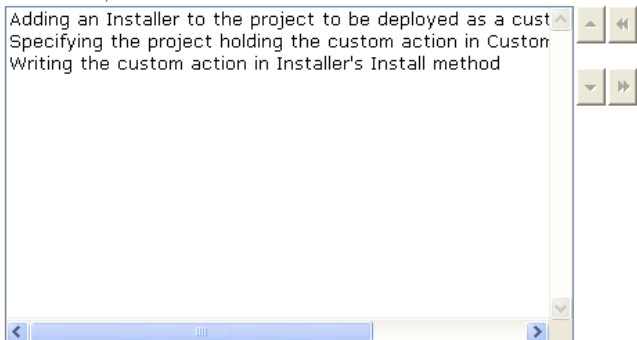 Adding an Installer to the project to be deployed as a cust
Specifying the project holding the custom action in Custom
Writing the custom action in Installer's Install method